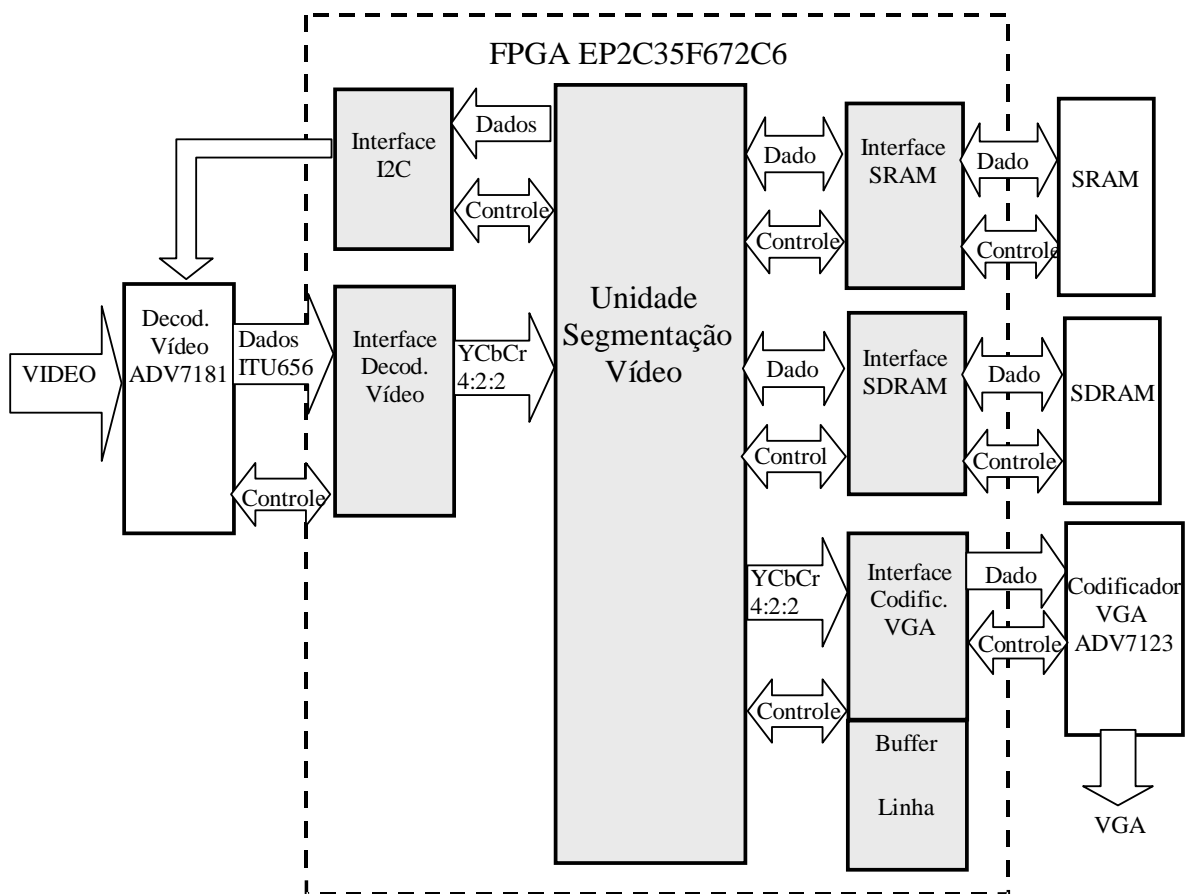 FPGA EP2C35F672C6
Interface
I2C
Dados
Controle
VIDEO
Decod.
Vídeo
ADV7181
Dados
ITU656
Controle
Interface
Decod.
Vídeo
YCbCr
4:2:2
Unidade
Segmentação
Vídeo
Dado
Controle
Interface
SRAM
Dado
Controle
SRAM
Dado
Control
Interface
SDRAM
Dado
Controle
SDRAM
YCbCr
4:2:2
Controle
Interface
Codific.
VGA
Buffer
Linha
Dado
Controle
Codificador
VGA
ADV7123
VGA